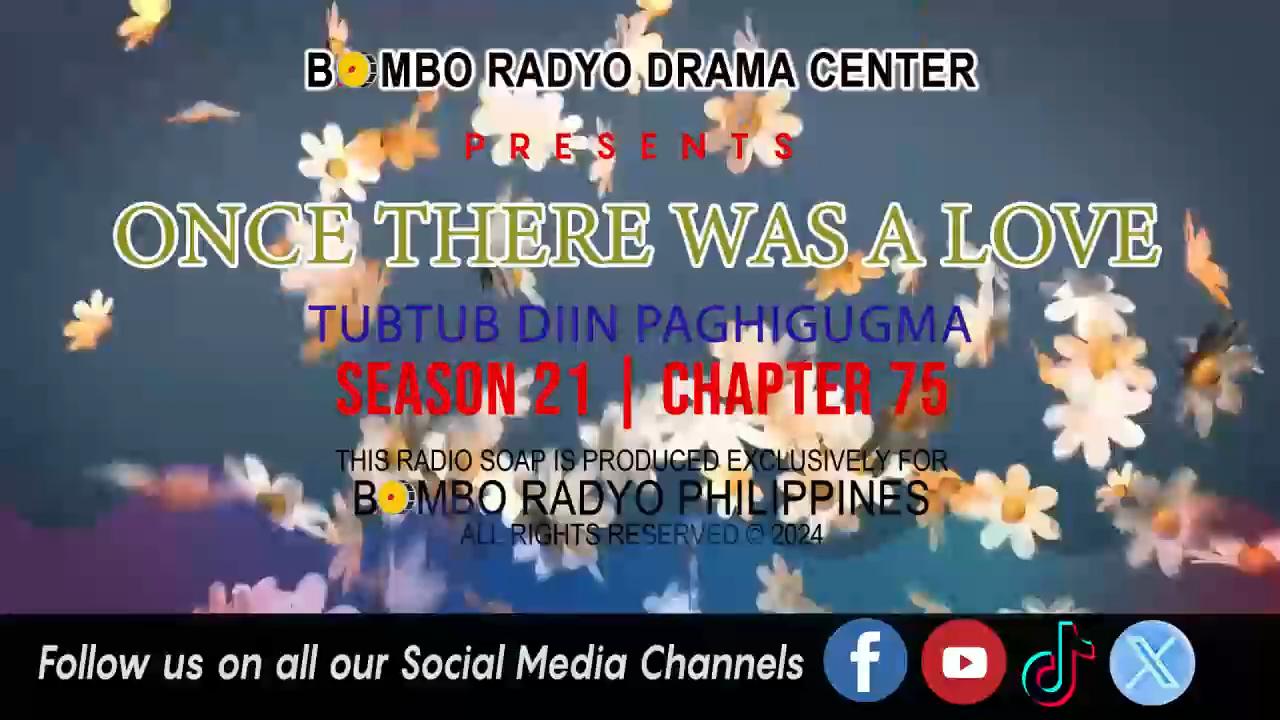 BOMBO RADYO DRAMA CENTER
PRESENTS
ONCE THERE WAS A LOVE
TUBTUB DIIN PAGHIGUGMA
SEASON 21 | CHAPTER 75
THIS RADIO SOAP IS PRODUCED EXCLUSIVELY FOR
BOMBO RADYO PHILIPPINES
ALL RIGHTS RESERVED © 2024
Follow us on all our Social Media Channels